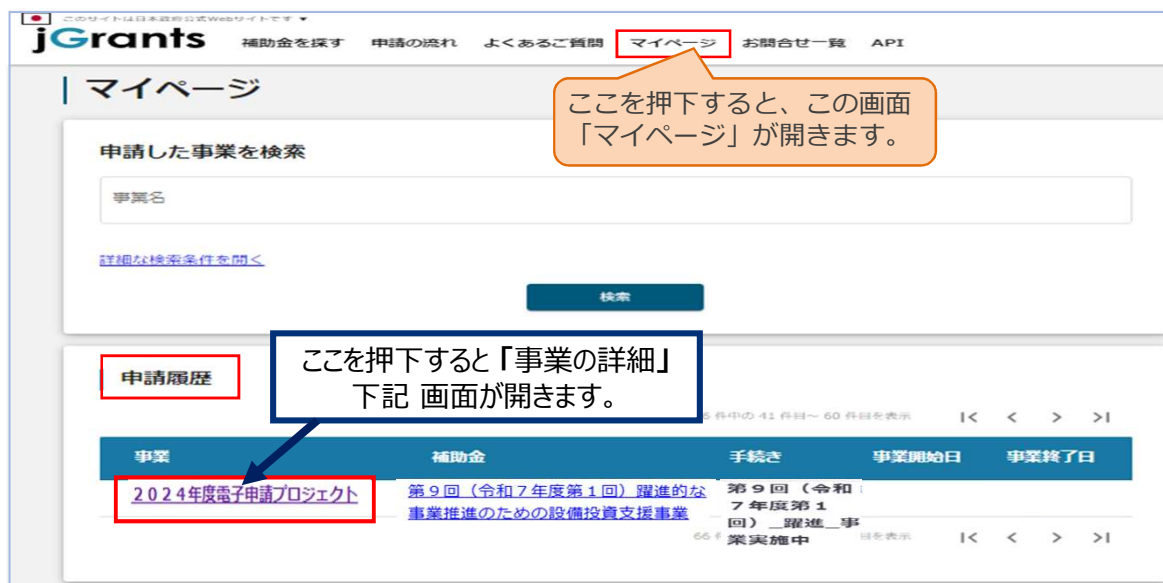 このサイトは日本政府公式Webサイトです ▼
jGrants 補助金を探す 申請の流れ よくあるご質問 マイページ お問合せ一覧 API
マイページ
ここを押下すると、この画面
「マイページ」が開きます。
申請した事業を検索
事業名
詳細な検索条件を開く
検索
ここを押下すると「事業の詳細」
下記 画面が開きます。
申請履歴
件中の 41 件目~ 60 件目を表示 |< < > >|
事業 補助金 手続き 事業開始日 事業終了日
2024年度電子申請プロジェクト 第9回（令和7年度第1回）躍進的な 第9回（令和
事業推進のための設備投資支援事業 7年度第1
回）_躍進_事
業実施中
66 件 目を表示 |< < > >|